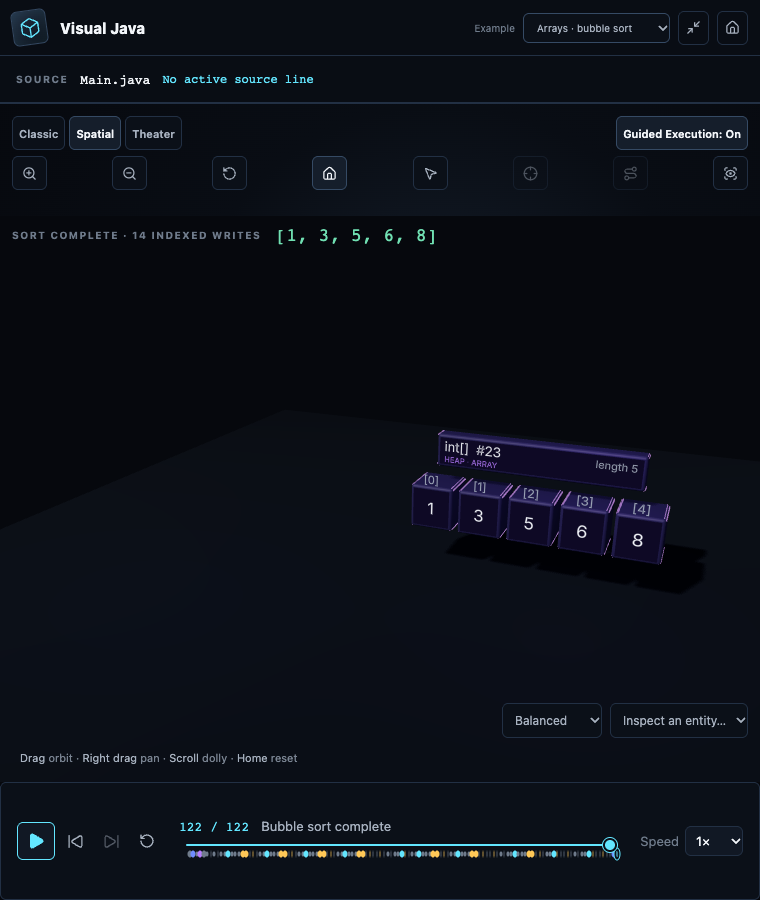 Visual Java
Example
Arrays · bubble sort
SOURCE Main.java No active source line
Classic Spatial Theater
Guided Execution: On
SORT COMPLETE · 14 INDEXED WRITES [1, 3, 5, 6, 8]
int[] #23
HEAP ARRAY
length 5
[0] [1] [2] [3] [4]
1 3 5 6 8
Balanced
Inspect an entity...
Drag orbit · Right drag pan · Scroll dolly · Home reset
122 / 122 Bubble sort complete
Speed 1×